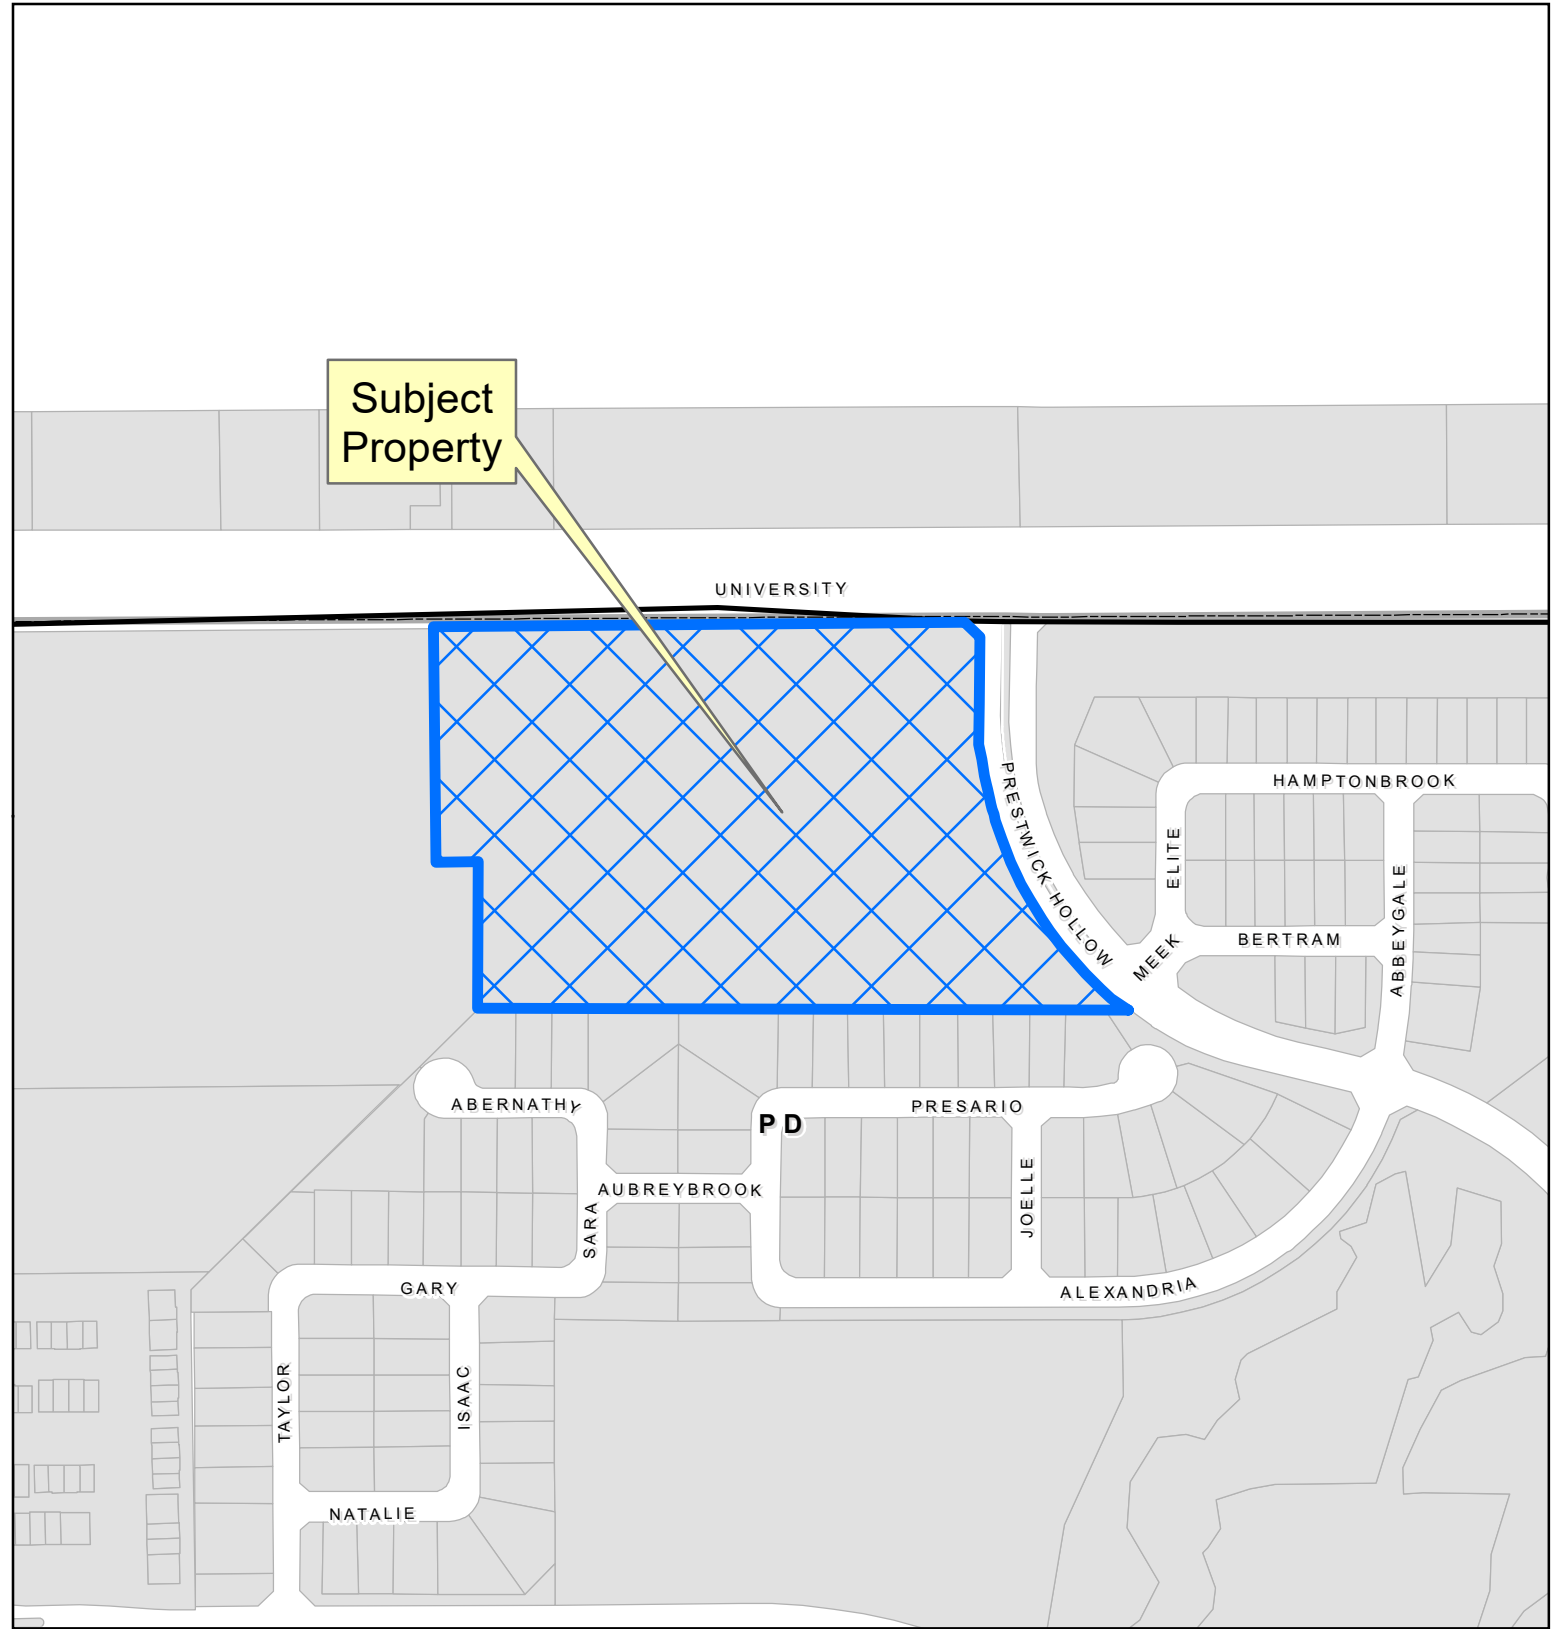 Subject
Property
UNIVERSITY
PRESTWICK HOLLOW
HAMPTONBROOK
ELITE
ABBEYGALE
BERTRAM
MEEK
ABERNATHY
PRESARIO
PD
AUBREYBROOK
JOELLE
SARA
GARY
ALEXANDRIA
TAYLOR
ISAAC
NATALIE